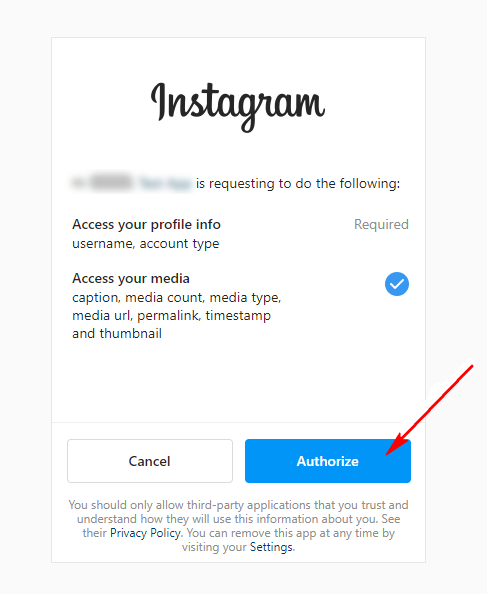 Instagram
is requesting to do the following:
Access your profile info Required
username, account type
Access your media
caption, media count, media type,
media url, permalink, timestamp
and thumbnail
Cancel Authorize
You should only allow third-party applications that you trust and
understand how they will use this information about you. See
their Privacy Policy. You can remove this app at any time by
visiting your Settings.